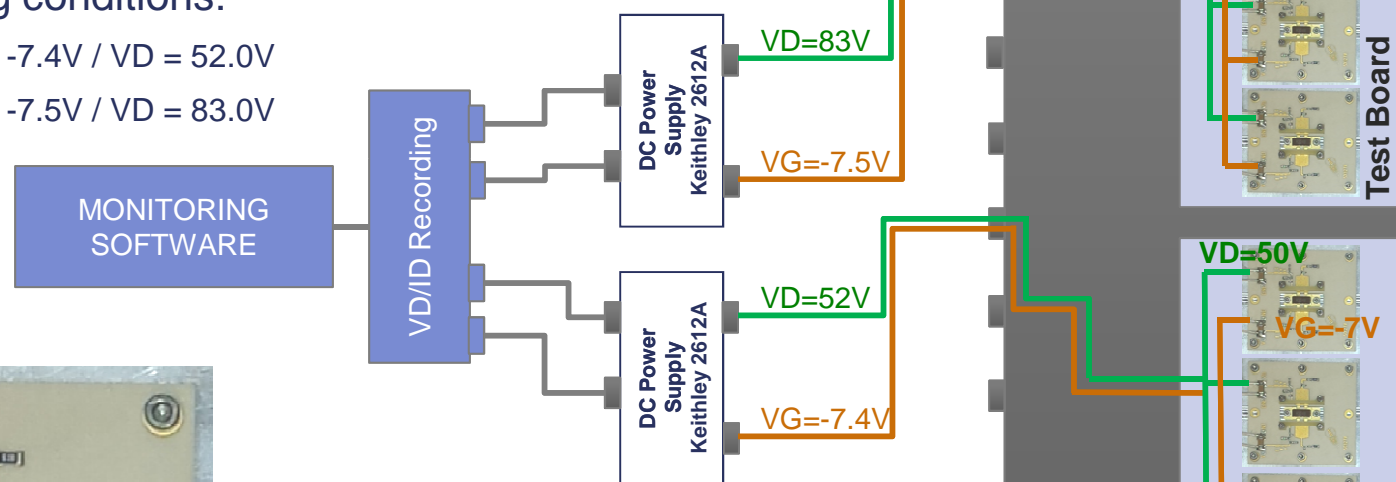 g conditions:
-7.4V / VD = 52.0V
-7.5V / VD = 83.0V
MONITORING
SOFTWARE
VD/ID Recording
DC Power
Supply
Keithley 2612A
VD=83V
VG=-7.5V
DC Power
Supply
Keithley 2612A
VD=52V
VG=-7.4V
Test Board
VD=50V
VG=-7V